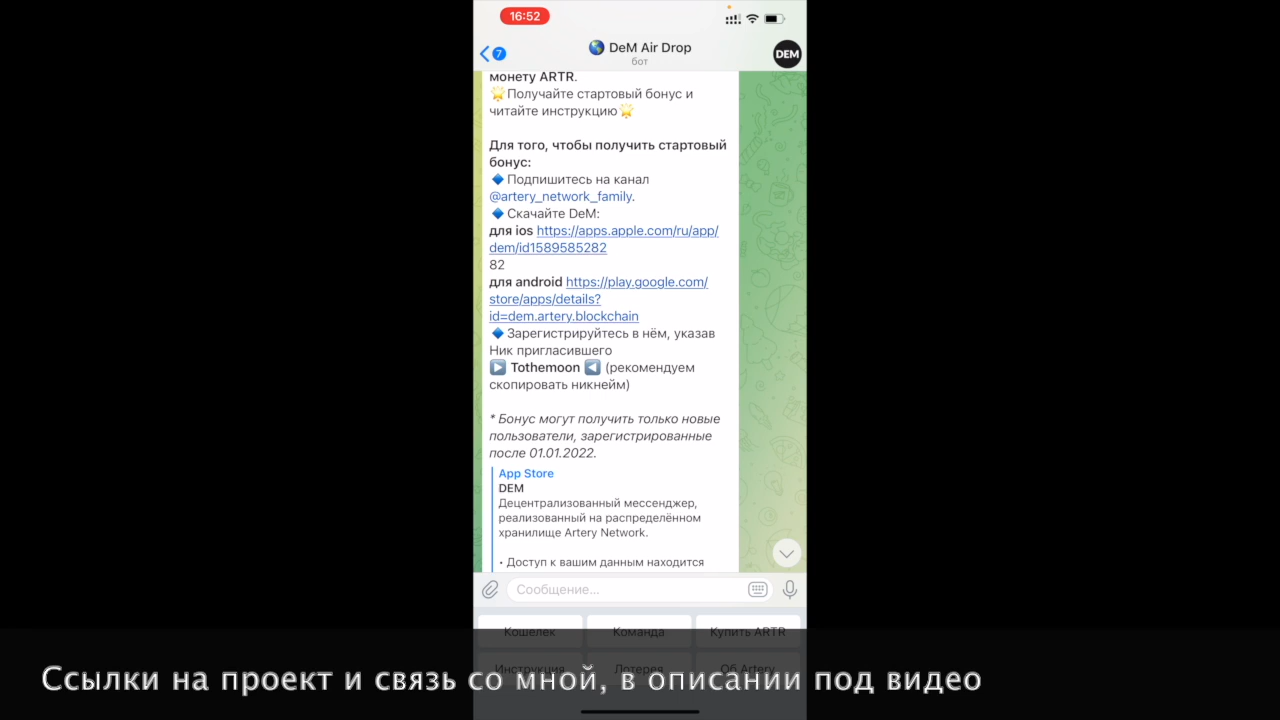 16:52
7
DeM Air Drop
бот
DEM
монету ARTR.
Получайте стартовый бонус и
читайте инструкцию
Для того, чтобы получить стартовый
бонус:
Подпишитесь на канал
@artery_network_family.
Скачайте DeM:
для ios https://apps.apple.com/ru/app/
dem/id1589585282
82
для android https://play.google.com/
store/apps/details?
id=dem.artery.blockchain
Зарегистрируйтесь в нём, указав
Ник пригласившего
Tothemoon (рекомендуем
скопировать никнейм)
* Бонус могут получить только новые
пользователи, зарегистрированные
после 01.01.2022.
App Store
DEM
Децентрализованный мессенджер,
реализованный на распределённом
хранилище Artery Network.
• Доступ к вашим данным находится
Сообщение...
Кошелек Команда Купить ARTR
Инструкция Лотерея Об Artery
Ссылки на проект и связь со мной, в описании под видео